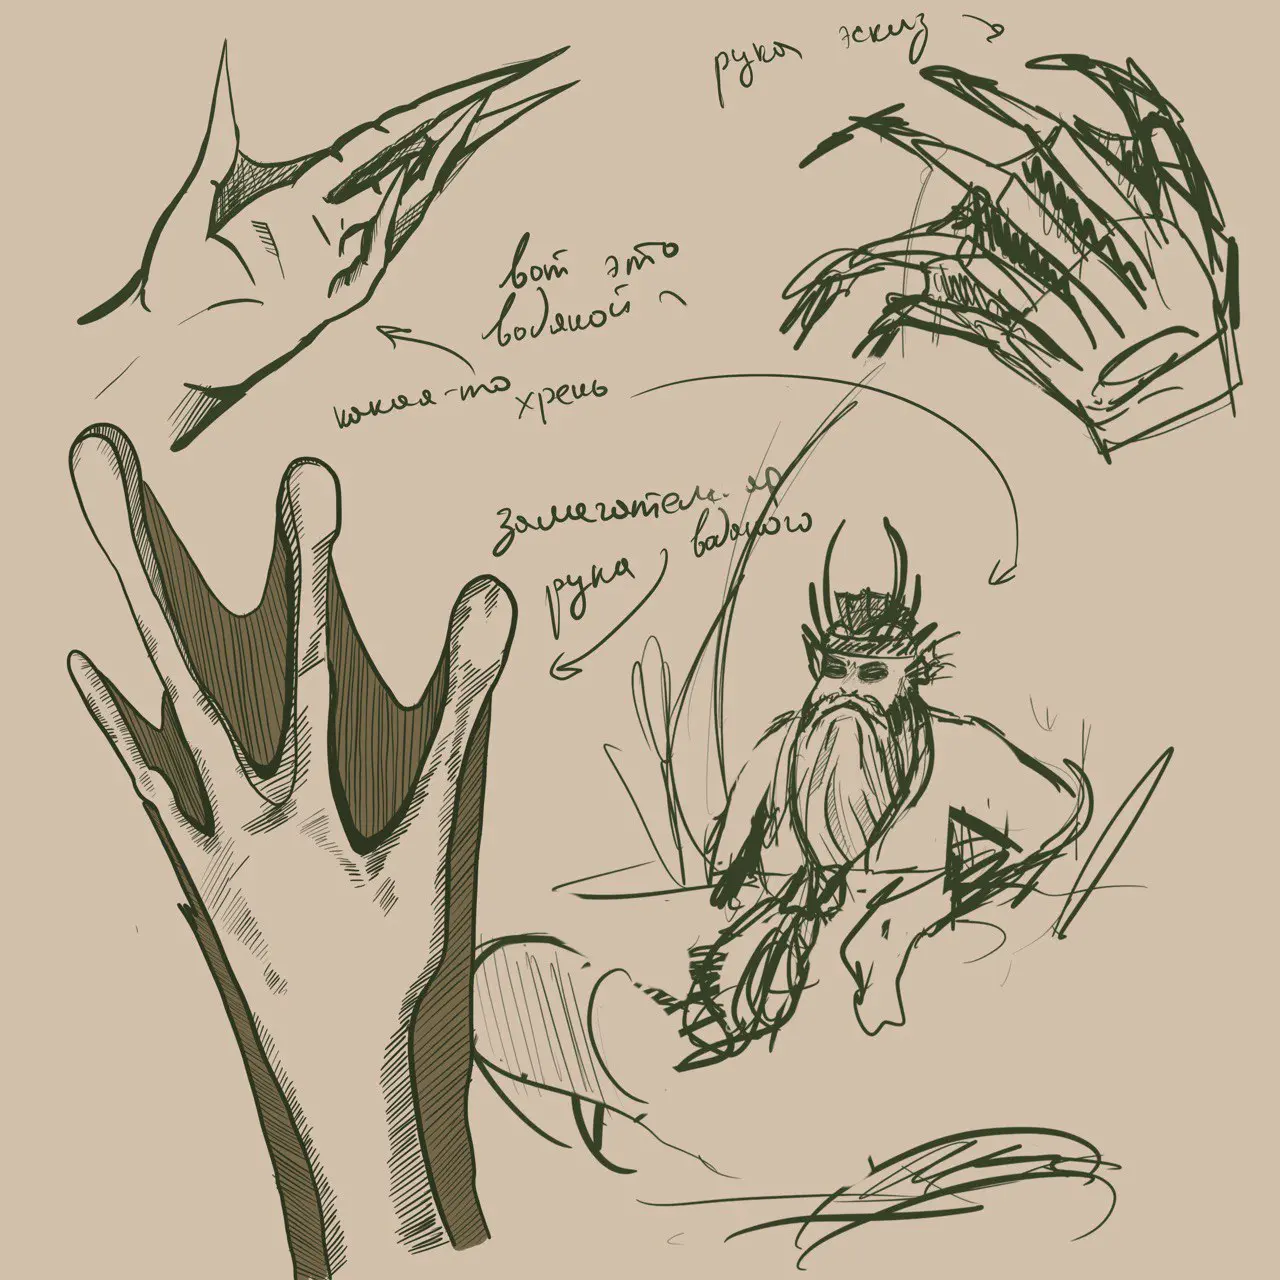 рука эскиз
вот это
водяной
какая-то хрень
рука водяного